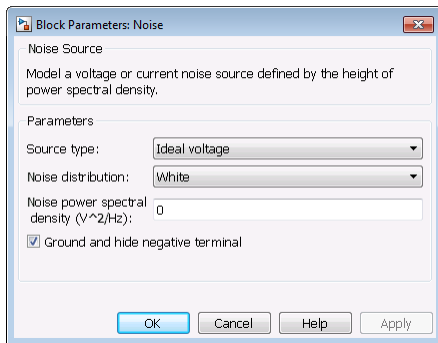 Block Parameters: Noise
Noise Source
Model a voltage or current noise source defined by the height of
power spectral density.
Parameters
Source type: Ideal voltage
Noise distribution: White
Noise power spectral
density (V^2/Hz): 0
Ground and hide negative terminal
OK Cancel Help Apply